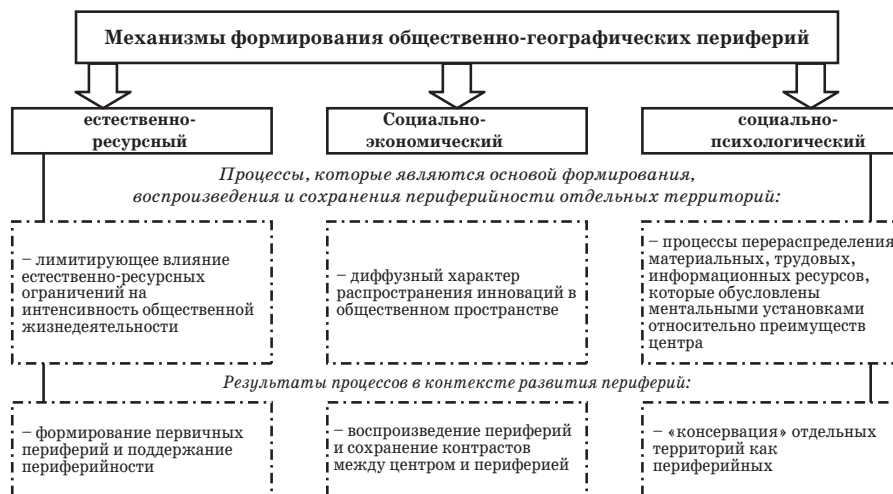 Механизмы формирования общественно-географических периферий
естественно-
ресурсный
Социально-
экономический
социально-
психологический
Процессы, которые являются основой формирования,
воспроизведения и сохранения периферийности отдельных территорий:
– лимитирующее влияние
естественно-ресурсных
ограничений на
интенсивность общественной
жизнедеятельности
– диффузный характер
распространения инноваций в
общественном пространстве
– процессы перераспределения
материальных, трудовых,
информационных ресурсов,
которые обусловлены
ментальными установками
относительно преимуществ
центра
Результаты процессов в контексте развития периферий:
– формирование первичных
периферий и поддержание
периферийности
– воспроизведение периферий
и сохранение контрастов
между центром и периферией
– «консервация» отдельных
территорий как
периферийных